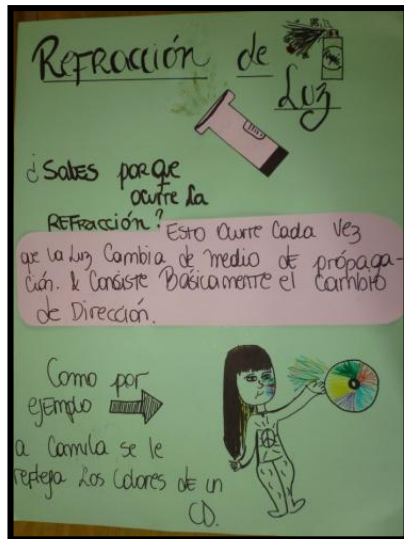 REFRacción de
Luz
¿Sabes porque
ocurre la
REFRacción?
Esto Ocurre Cada Vez
que la Luz Cambia de medio de própaga-
ción. & Consiste Básicamente el cambio
de Dirección.
Como por
ejemplo
a Camila se le
refleja Los Colores de un
CD.